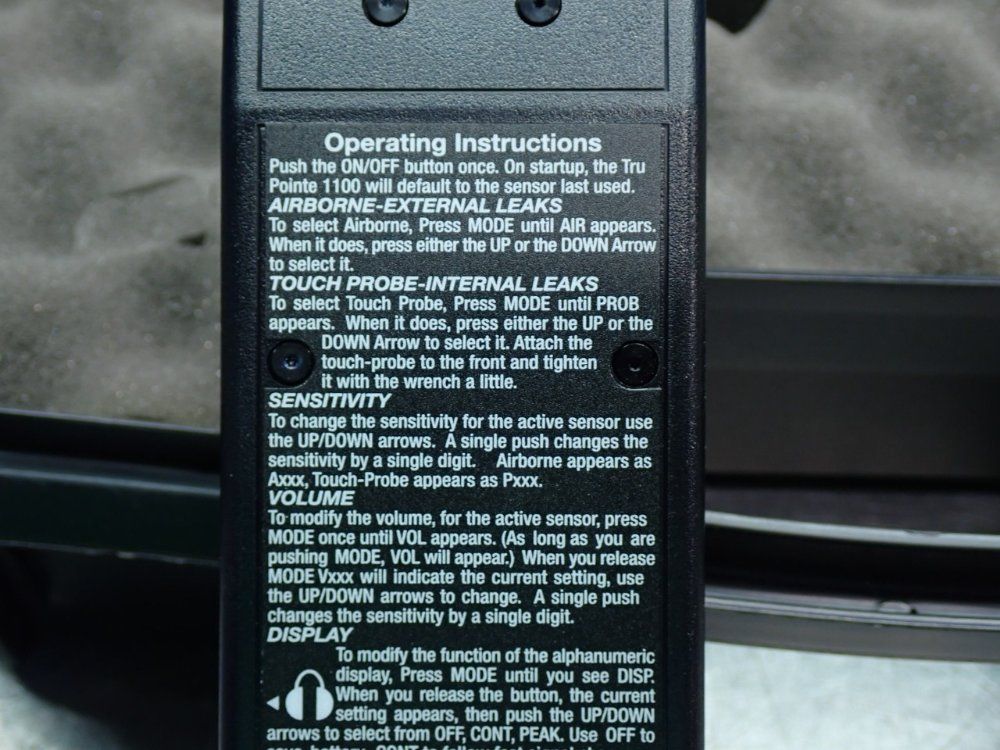 Operating Instructions
Push the ON/OFF button once. On startup, the Tru
Pointe 1100 will default to the sensor last used.
AIRBORNE-EXTERNAL LEAKS
To select Airborne, Press MODE until AIR appears.
When it does, press either the UP or the DOWN Arrow
to select it.
TOUCH PROBE-INTERNAL LEAKS
To select Touch Probe, Press MODE until PROB
appears. When it does, press either the UP or the
DOWN Arrow to select it. Attach the
touch-probe to the front and tighten
it with the wrench a little.
SENSITIVITY
To change the sensitivity for the active sensor use
the UP/DOWN arrows. A single push changes the
sensitivity by a single digit. Airborne appears as
Axxx, Touch-Probe appears as Pxxx.
VOLUME
To modify the volume, for the active sensor, press
MODE once until VOL appears. (As long as you are
pushing MODE, VOL will appear.) When you release
MODE Vxxx will indicate the current setting, use
the UP/DOWN arrows to change. A single push
changes the sensitivity by a single digit.
DISPLAY
To modify the function of the alphanumeric
display, Press MODE until you see DISP.
When you release the button, the current
setting appears, then push the UP/DOWN
arrows to select from OFF, CONT, PEAK. Use OFF to